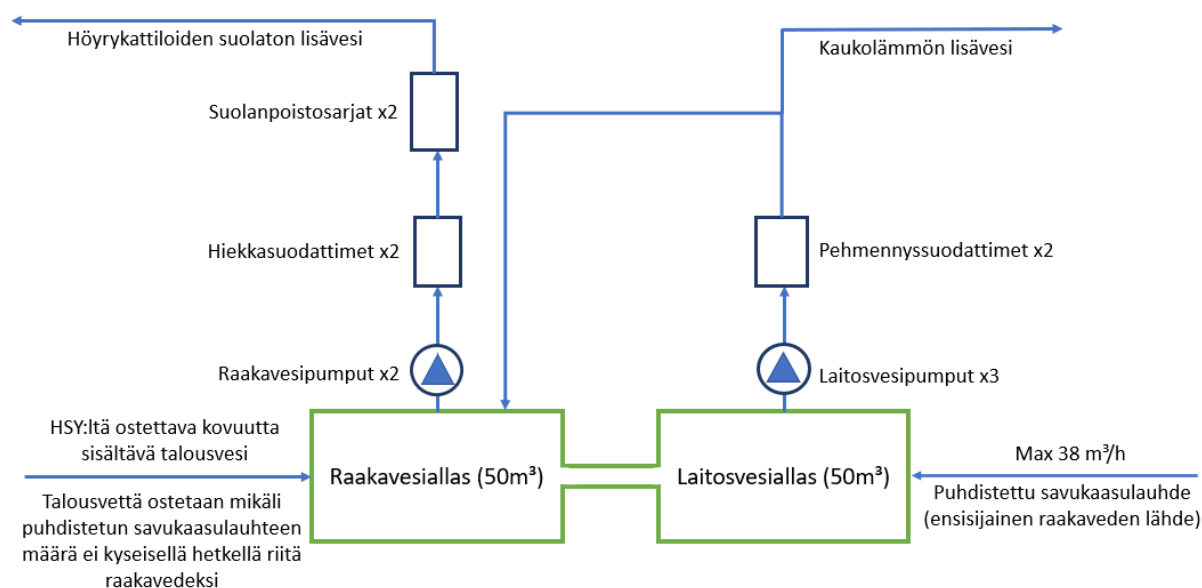 Höyrykattiloiden suolaton lisävesi
Kaukolämmön lisävesi
Suolanpoistosarjat x2
Hiekkasuodattimet x2
Pehmennyssuodattimet x2
Raakavesipumput x2
Laitosvesipumput x3
HSY:ltä ostettava kovuutta
sisältävä talousvesi
Talousvettä ostetaan mikäli
puhdistetun savukaasulauhteen
määrä ei kyseisellä hetkellä riitä
raakavedeksi
Raakavesiallas (50m³)
Laitosvesiallas (50m³)
Max 38 m³/h
Puhdistettu savukaasulauhde
(ensisijainen raakaveden lähde)